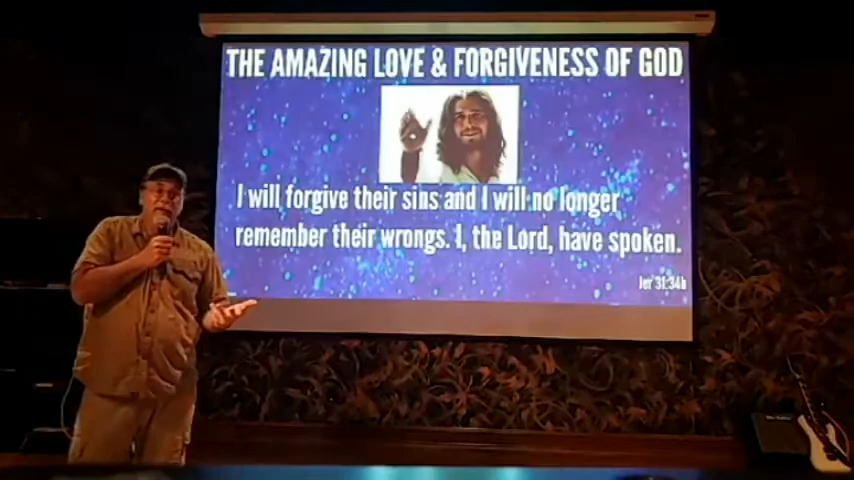 THE AMAZING LOVE & FORGIVENESS OF GOD
I will forgive their sins and I will no longer
remember their wrongs. I, the Lord, have spoken.
Jer 31:34b